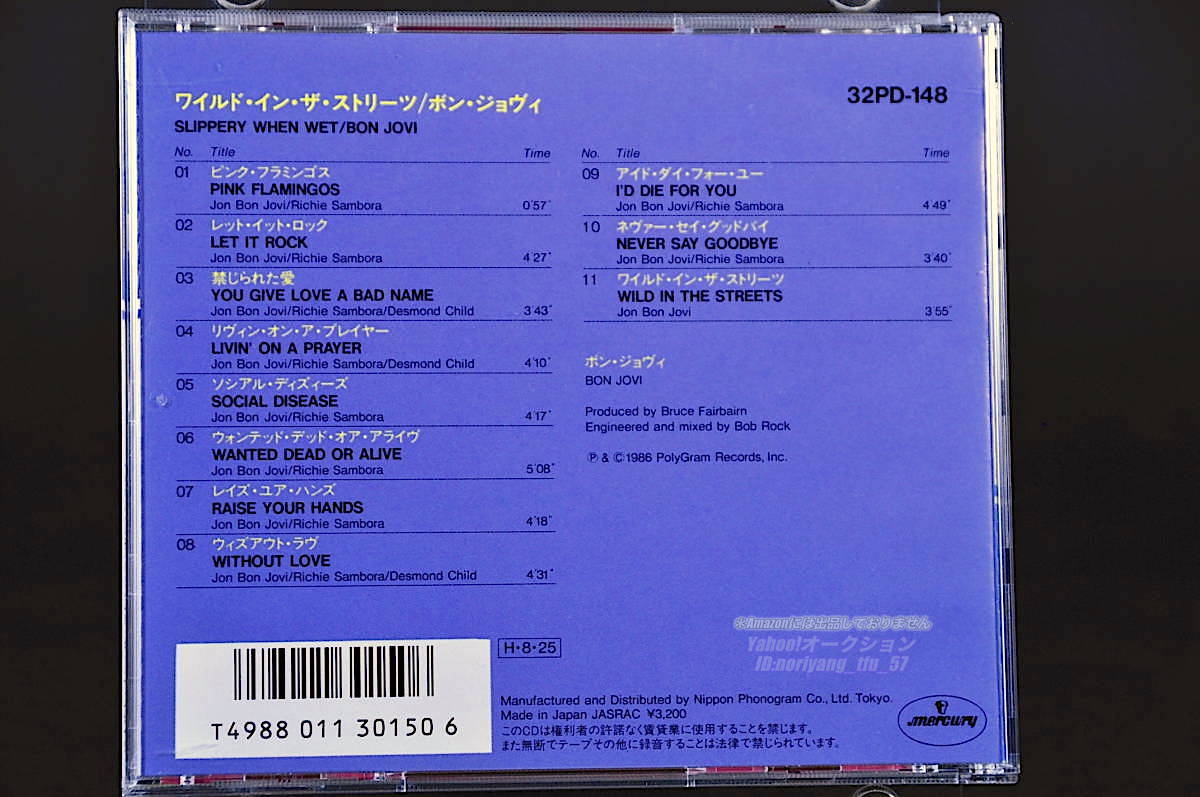 ワイルド・イン・ザ・ストリーツ/ボン・ジョヴィ
SLIPPERY WHEN WET/BON JOVI
32PD-148
No. Title Time
01 ピンク・フラミンゴス
PINK FLAMINGOS
Jon Bon Jovi/Richie Sambora 0'57"
02 レット・イット・ロック
LET IT ROCK
Jon Bon Jovi/Richie Sambora 4'27"
03 禁じられた愛
YOU GIVE LOVE A BAD NAME
Jon Bon Jovi/Richie Sambora/Desmond Child 3'43"
04 リヴィン・オン・ア・プレイヤー
LIVIN' ON A PRAYER
Jon Bon Jovi/Richie Sambora/Desmond Child 4'10"
05 ソシアル・ディズィーズ
SOCIAL DISEASE
Jon Bon Jovi/Richie Sambora 4'17"
06 ウォンテッド・デッド・オア・アライヴ
WANTED DEAD OR ALIVE
Jon Bon Jovi/Richie Sambora 5'08"
07 レイズ・ユア・ハンズ
RAISE YOUR HANDS
Jon Bon Jovi/Richie Sambora 4'18"
08 ウィズアウト・ラヴ
WITHOUT LOVE
Jon Bon Jovi/Richie Sambora/Desmond Child 4'31"
No. Title Time
09 アイド・ダイ・フォー・ユー
I'D DIE FOR YOU
Jon Bon Jovi/Richie Sambora 4'49"
10 ネヴァー・セイ・グッドバイ
NEVER SAY GOODBYE
Jon Bon Jovi/Richie Sambora 3'40"
11 ワイルド・イン・ザ・ストリーツ
WILD IN THE STREETS
Jon Bon Jovi 3'55"
ボン・ジョヴィ
BON JOVI
Produced by Bruce Fairbairn
Engineered and mixed by Bob Rock
℗ & ©1986 PolyGram Records, Inc.
※Amazonには出品しておりません
Yahoo!オークション
ID:noriyang_tfu_57
H・8・25
T4988 011 30150 6
Manufactured and Distributed by Nippon Phonogram Co., Ltd. Tokyo.
Made in Japan JASRAC ¥3,200
このCDは権利者の許諾なく賃貸業に使用することを禁じます。
また無断でテープその他に録音することは法律で禁じられています。
mercury